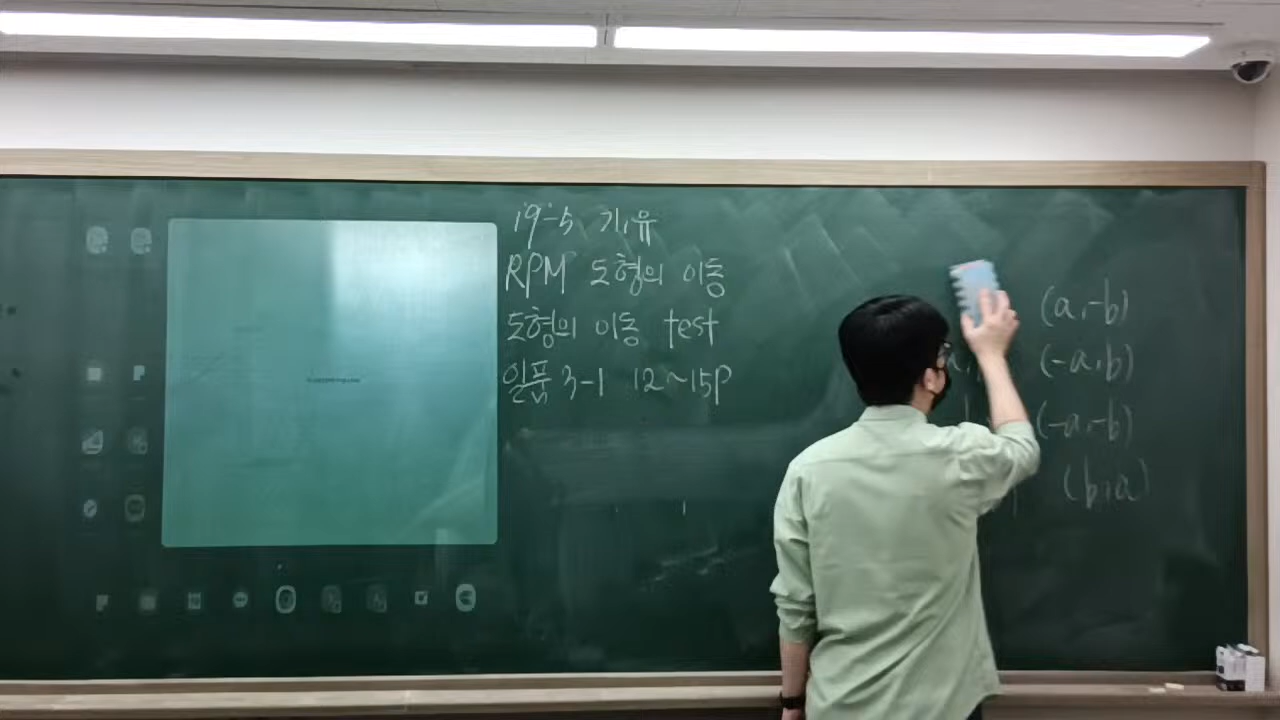 19-5 기,유
RPM 도형의 이동
도형의 이동 test
일품 3-1 12~15p
(a,-b)
a, (-a,b)
(-a,-b)
(b,a)